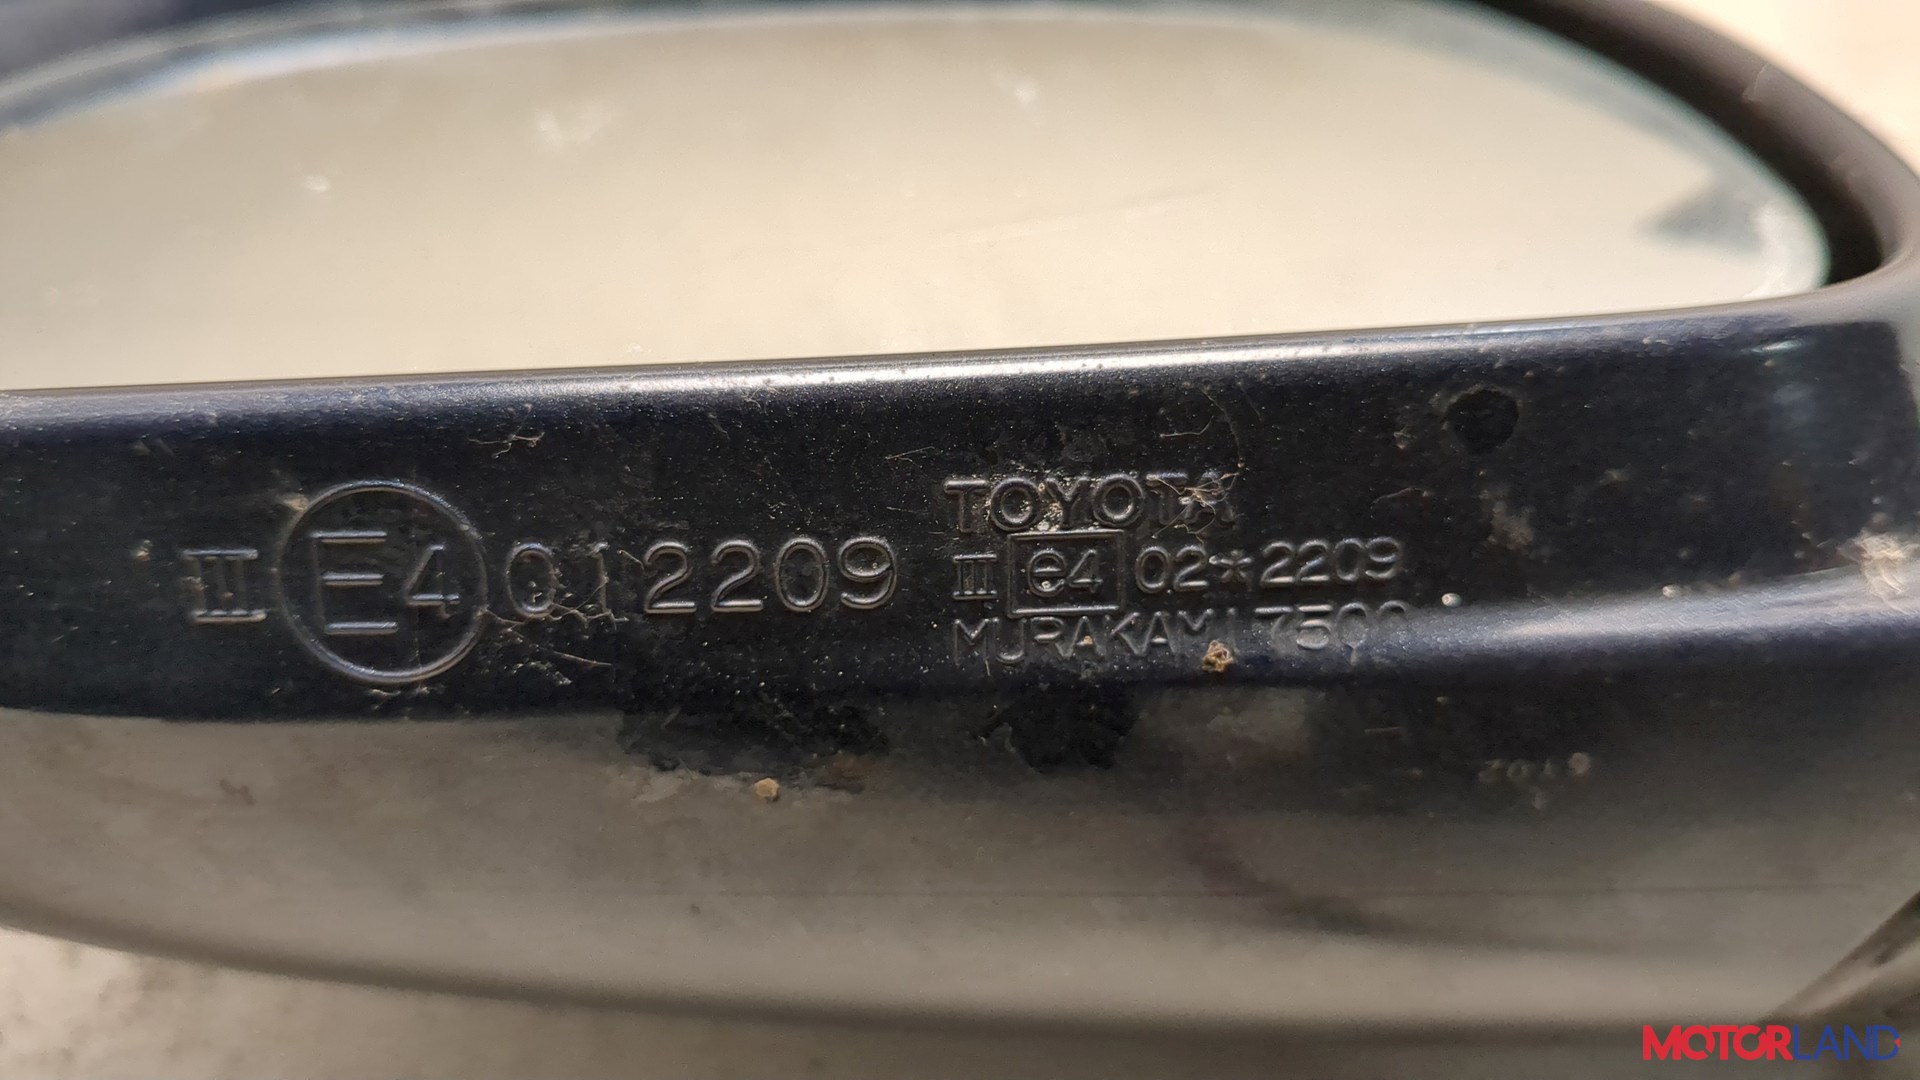 III E4 012209
TOYOTA
III e4 02*2209
MURAKAMI 7500
MOTORLAND